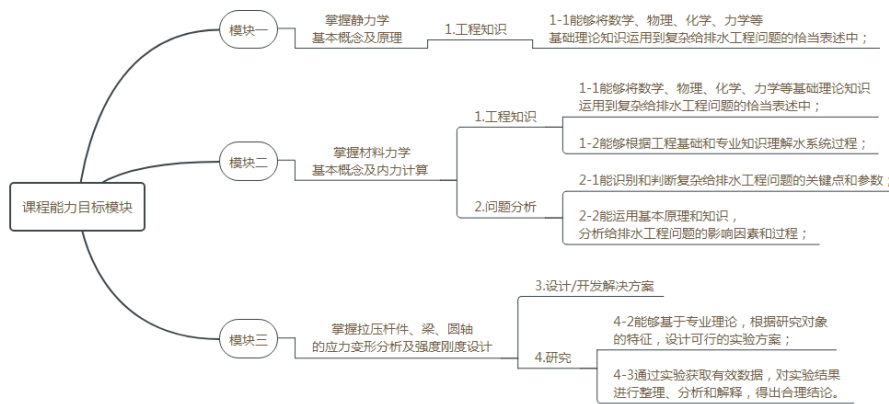 课程能力目标模块
模块一
掌握静力学
基本概念及原理
1.工程知识
1-1能够将数学、物理、化学、力学等
基础理论知识运用到复杂给排水工程问题的恰当表述中；
模块二
掌握材料力学
基本概念及内力计算
1.工程知识
1-1能够将数学、物理、化学、力学等基础理论知识
运用到复杂给排水工程问题的恰当表述中；
1-2能够根据工程基础和专业知识理解水系统过程；
2.问题分析
2-1能识别和判断复杂给排水工程问题的关键点和参数；
2-2能运用基本原理和知识，
分析给排水工程问题的影响因素和过程；
模块三
掌握拉压杆件、梁、圆轴
的应力变形分析及强度刚度设计
3.设计/开发解决方案
4.研究
4-2能够基于专业理论，根据研究对象
的特征，设计可行的实验方案；
4-3通过实验获取有效数据，对实验结果
进行整理、分析和解释，得出合理结论。